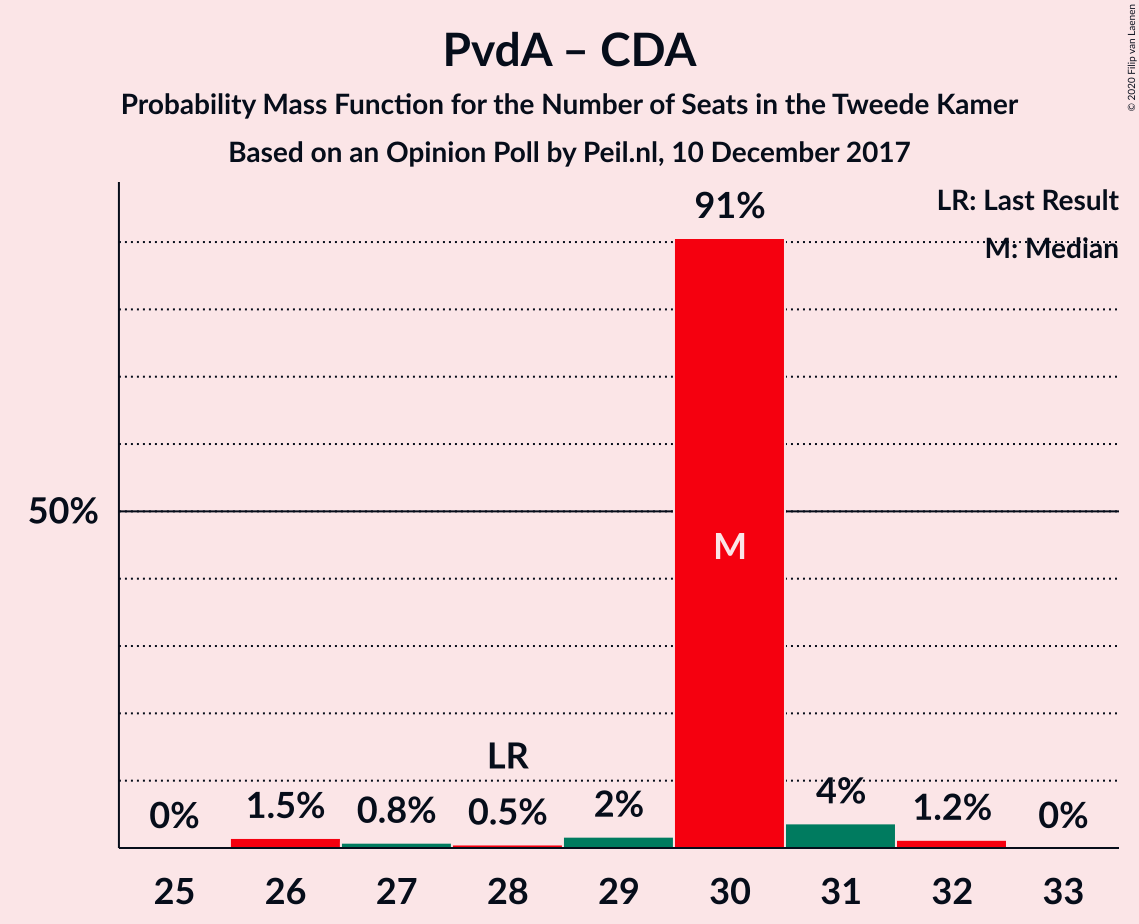 PvdA – CDA
Probability Mass Function for the Number of Seats in the Tweede Kamer
Based on an Opinion Poll by Peil.nl, 10 December 2017
© 2020 Filip van Laenen
LR: Last Result
M: Median
91%
50%
M
LR
0% 1.5% 0.8% 0.5% 2% 4% 1.2% 0%
25 26 27 28 29 30 31 32 33